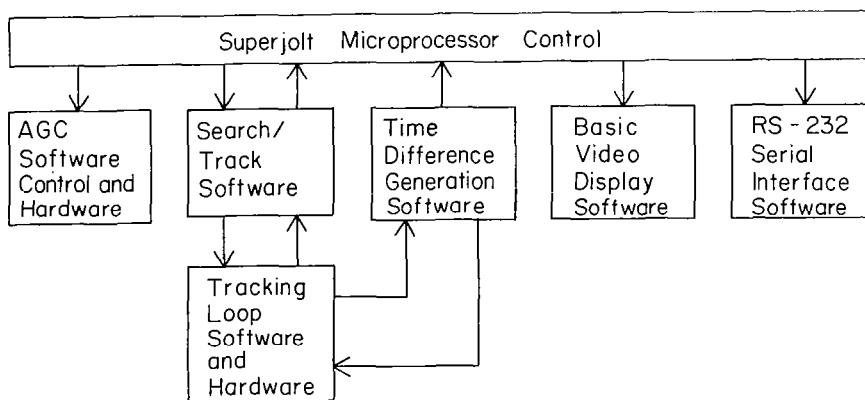 Superjolt Microprocessor Control
AGC
Software
Control and
Hardware
Search/
Track
Software
Time
Difference
Generation
Software
Basic
Video
Display
Software
RS-232
Serial
Interface
Software
Tracking
Loop
Software
and
Hardware